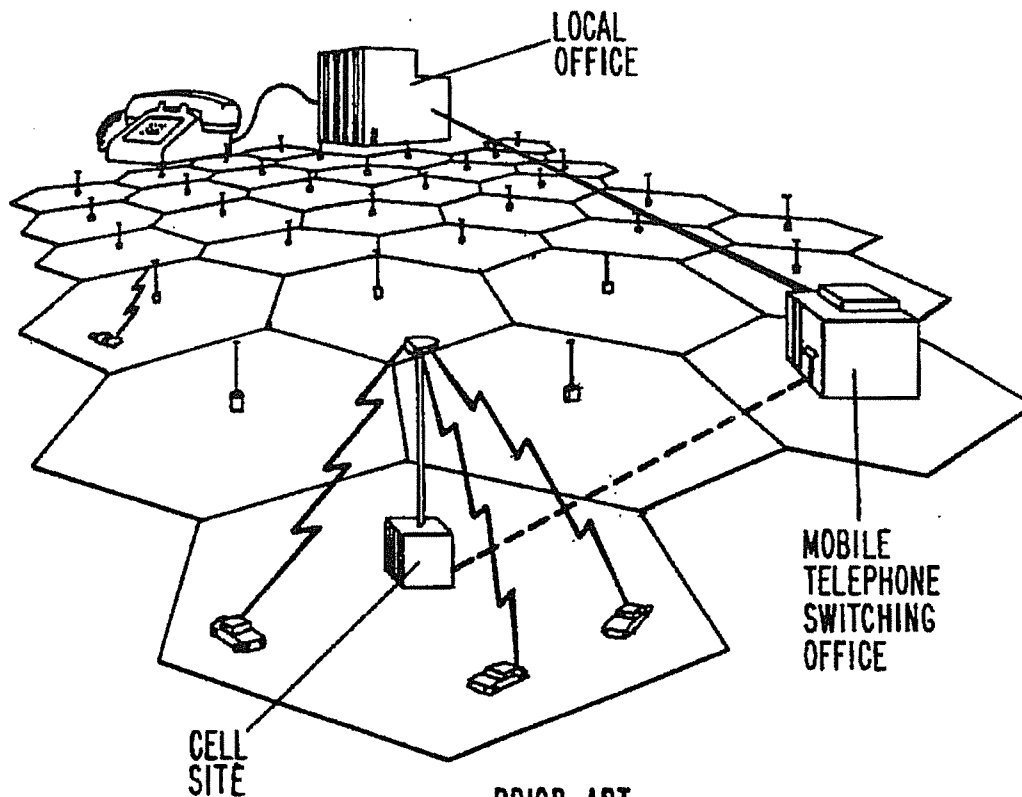 LOCAL
OFFICE
MOBILE
TELEPHONE
SWITCHING
OFFICE
CELL
SITE
PRIOR ART